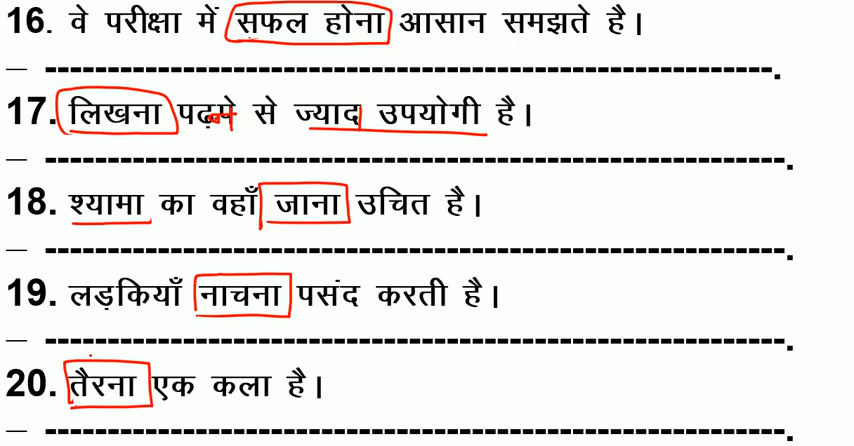 16. वे परीक्षा में सफल होना आसान समझते है।
– ----------------------------------------------------------.
17. लिखना पढ़ने से ज्यादा उपयोगी है।
– -----------------------------------------------------------.
18. श्यामा का वहाँ जाना उचित है।
– -----------------------------------------------------------.
19. लड़कियाँ नाचना पसंद करती है।
– -----------------------------------------------------------.
20. तैरना एक कला है।
– -----------------------------------------------------------.